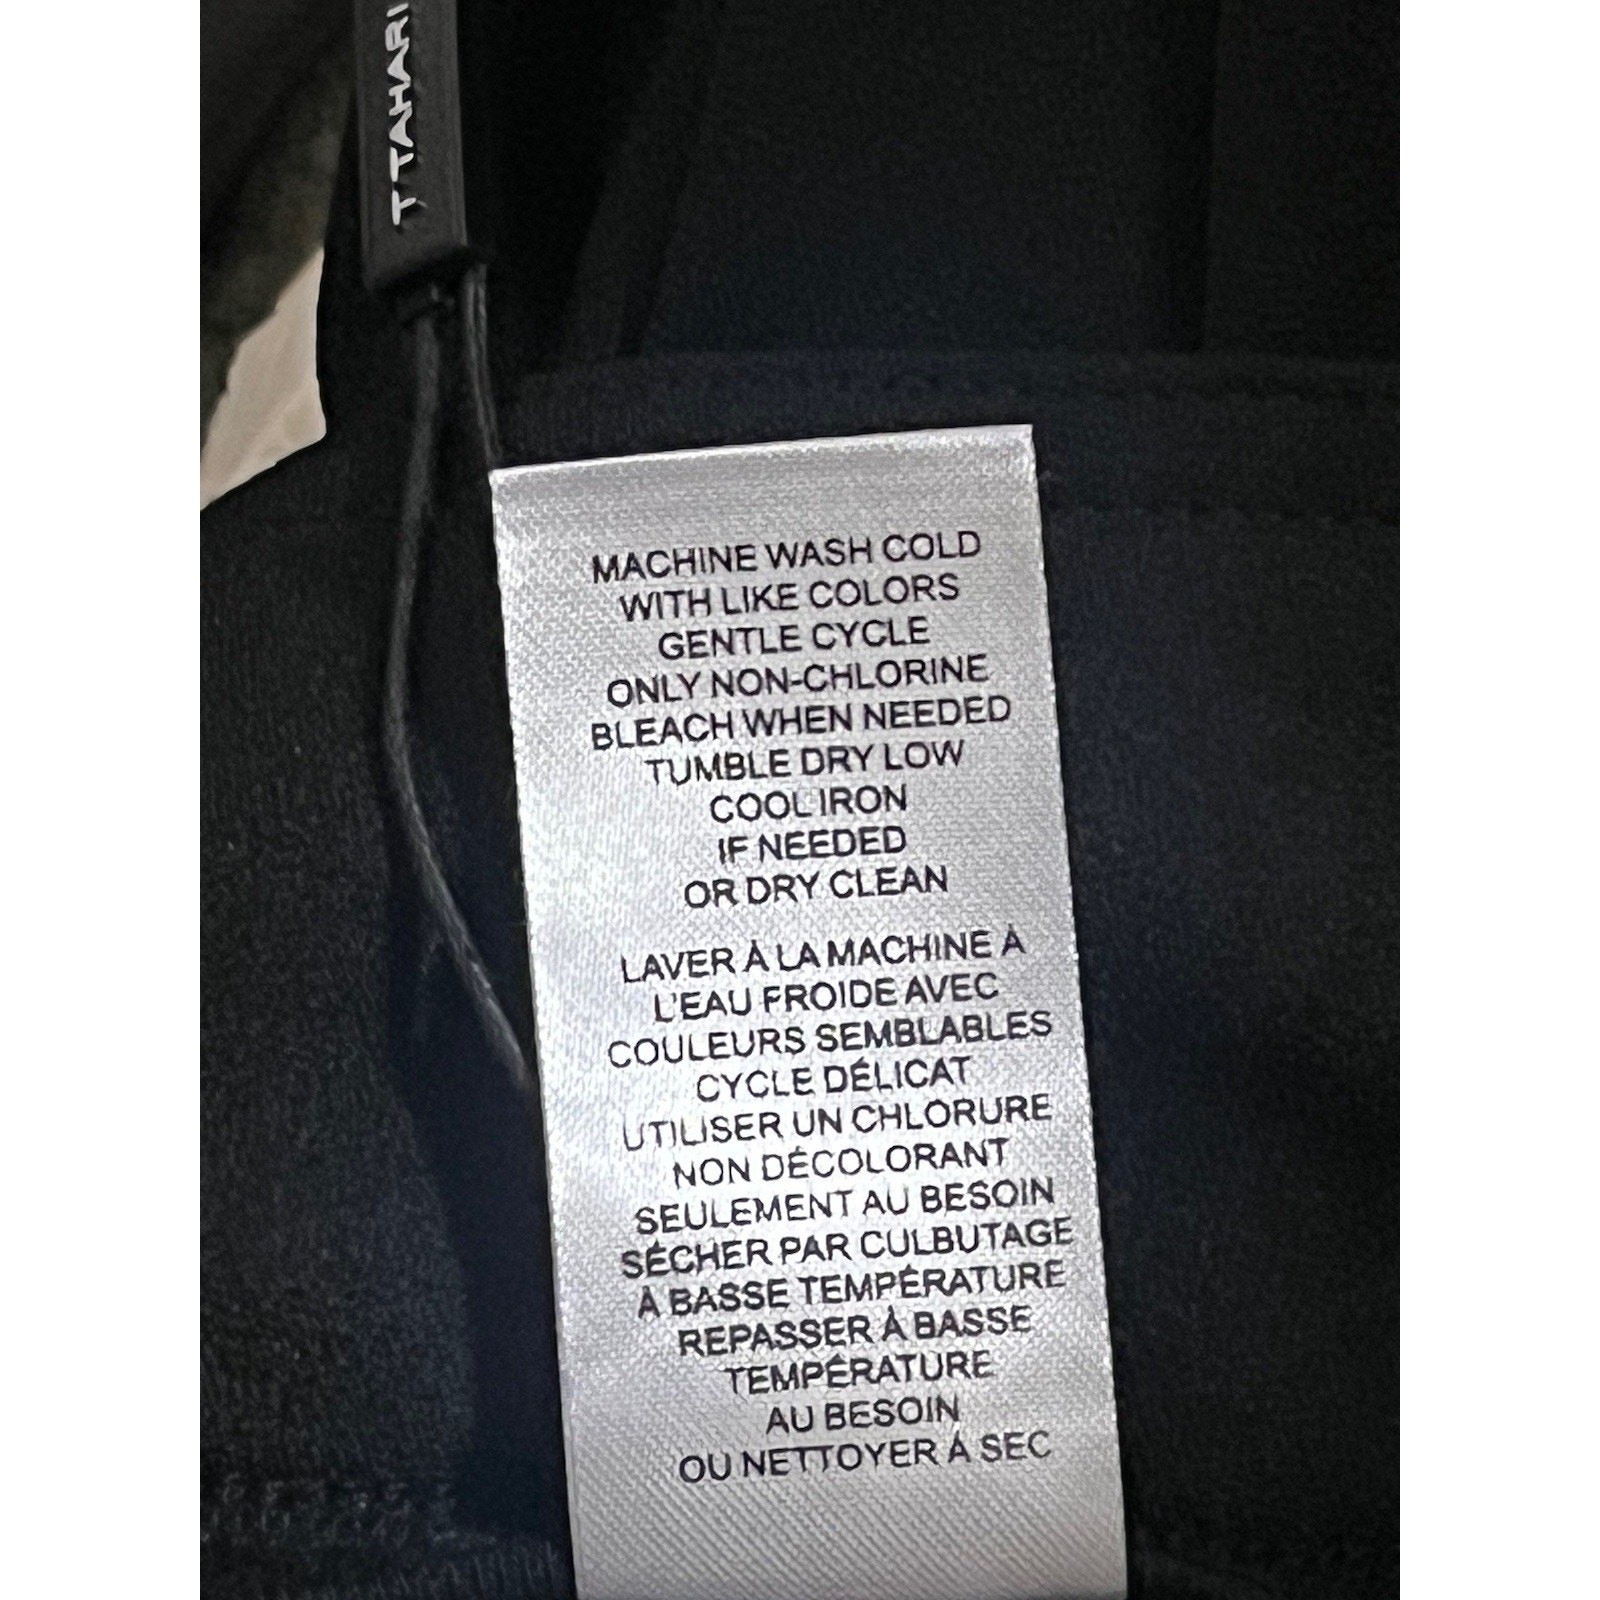 T TAHARI
MACHINE WASH COLD
WITH LIKE COLORS
GENTLE CYCLE
ONLY NON-CHLORINE
BLEACH WHEN NEEDED
TUMBLE DRY LOW
COOL IRON
IF NEEDED
OR DRY CLEAN
LAVER À LA MACHINE À
L'EAU FROIDE AVEC
COULEURS SEMBLABLES
CYCLE DÉLICAT
UTILISER UN CHLORURE
NON DÉCOLORANT
SEULEMENT AU BESOIN
SÉCHER PAR CULBUTAGE
À BASSE TEMPÉRATURE
REPASSER À BASSE
TEMPÉRATURE
AU BESOIN
OU NETTOYER À SEC